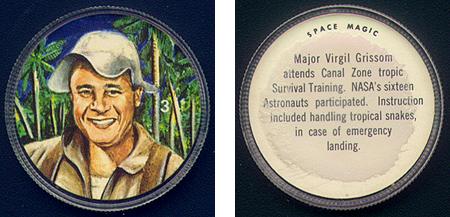 3
SPACE MAGIC
Major Virgil Grissom
attends Canal Zone tropic
Survival Training. NASA's sixteen
Astronauts participated. Instruction
included handling tropical snakes,
in case of emergency
landing.